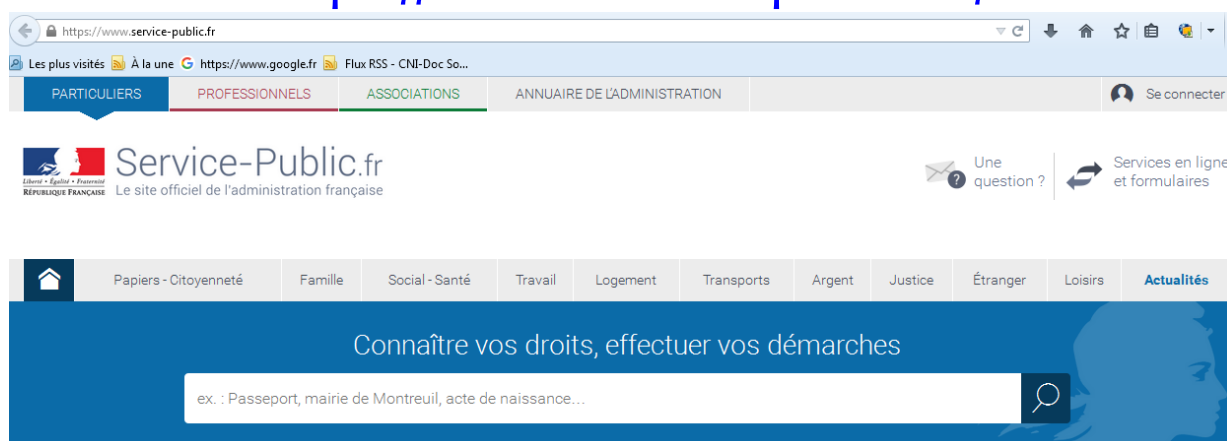 https://www.service-public.fr
Les plus visités À la une G https://www.google.fr Flux RSS - CNI-Doc So...
PARTICULIERS PROFESSIONNELS ASSOCIATIONS ANNUAIRE DE L'ADMINISTRATION Se connecter
Service-Public.fr
Le site officiel de l'administration française
Liberté • Égalité • Fraternité
RÉPUBLIQUE FRANÇAISE
Une question ?
Services en ligne et formulaires
Papiers - Citoyenneté Famille Social - Santé Travail Logement Transports Argent Justice Étranger Loisirs Actualités
Connaître vos droits, effectuer vos démarches
ex. : Passeport, mairie de Montreuil, acte de naissance...